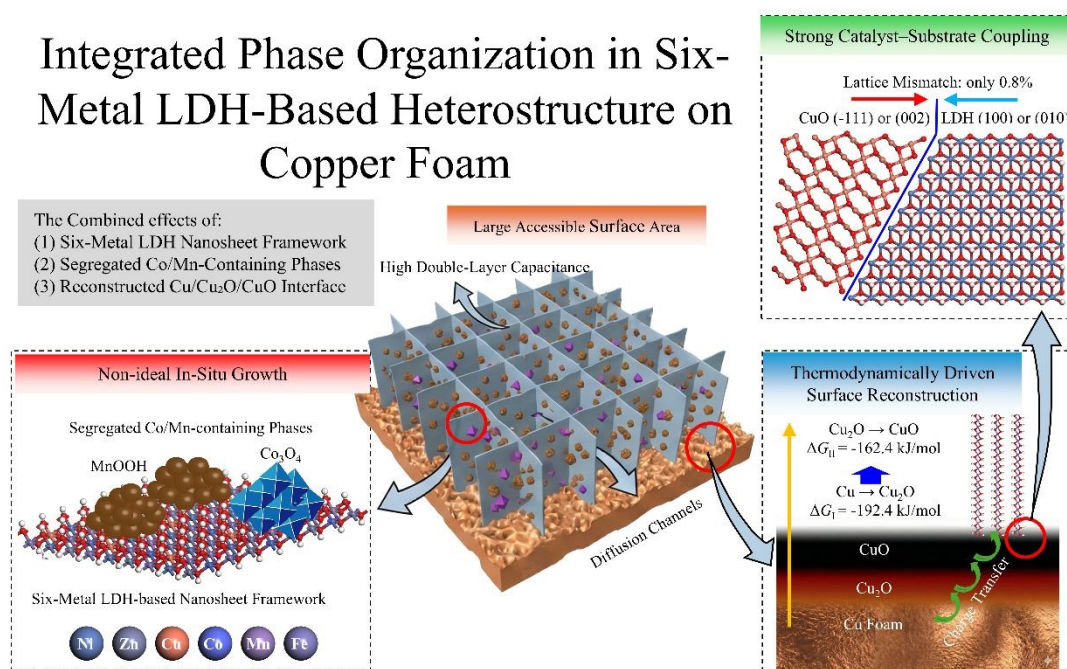 Integrated Phase Organization in Six-
Metal LDH-Based Heterostructure on
Copper Foam
The Combined effects of:
(1) Six-Metal LDH Nanosheet Framework
(2) Segregated Co/Mn-Containing Phases
(3) Reconstructed Cu/Cu₂O/CuO Interface
Large Accessible Surface Area
High Double-Layer Capacitance
Diffusion Channels
Non-ideal In-Situ Growth
Segregated Co/Mn-containing Phases
MnOOH
Co₃O₄
Six-Metal LDH-based Nanosheet Framework
Ni Zn Cu Co Mn Fe
Strong Catalyst–Substrate Coupling
Lattice Mismatch: only 0.8%
CuO (-111) or (002) LDH (100) or (010)
Thermodynamically Driven
Surface Reconstruction
Cu₂O → CuO
ΔG_II = -162.4 kJ/mol
Cu → Cu₂O
ΔG_I = -192.4 kJ/mol
CuO
Cu₂O
Cu Foam
Charge Transfer